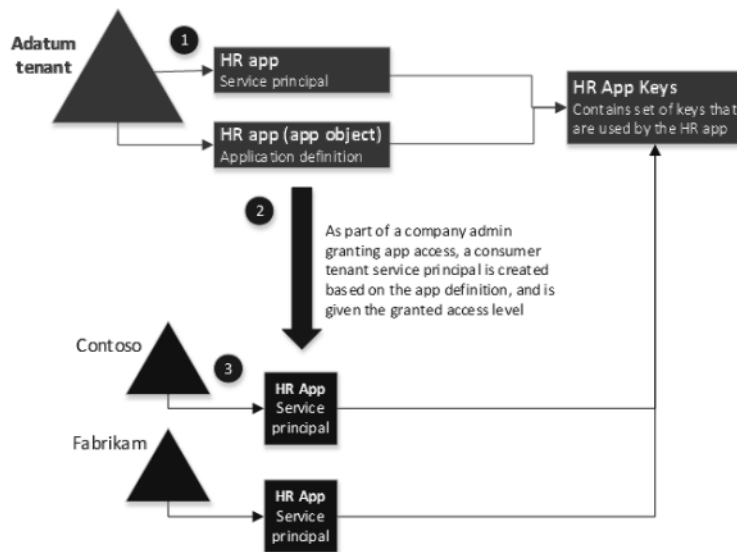 Adatum
tenant
1
HR app
Service principal
HR app (app object)
Application definition
HR App Keys
Contains set of keys that
are used by the HR app
2
As part of a company admin
granting app access, a consumer
tenant service principal is created
based on the app definition, and is
given the granted access level
Contoso
3
HR App
Service
principal
Fabrikam
HR App
Service
principal